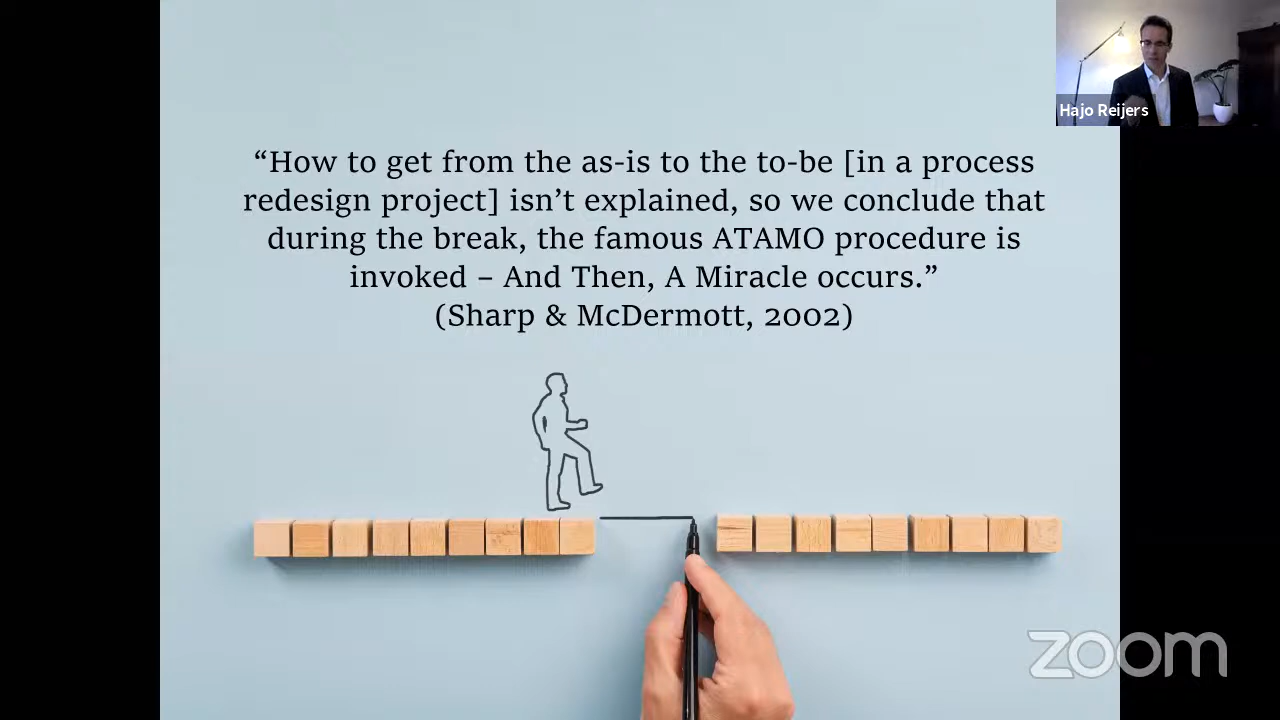 Hajo Reijers
“How to get from the as-is to the to-be [in a process
redesign project] isn’t explained, so we conclude that
during the break, the famous ATAMO procedure is
invoked – And Then, A Miracle occurs.”
(Sharp & McDermott, 2002)
zoom